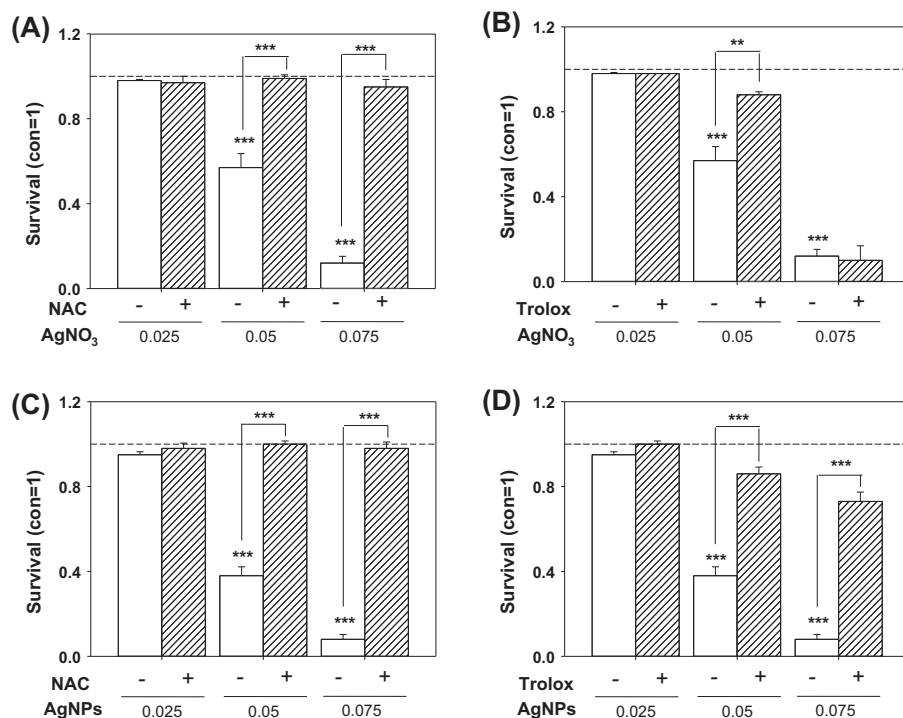 (A)
1.2
***
***
0.8
***
0.4
***
0.0
Survival (con=1)
NAC - + - + - +
AgNO3 0.025 0.05 0.075
(B)
1.2
**
0.8
***
0.4
***
0.0
Survival (con=1)
Trolox - + - + - +
AgNO3 0.025 0.05 0.075
(C)
1.2
***
***
0.8
***
0.4
***
0.0
Survival (con=1)
NAC - + - + - +
AgNPs 0.025 0.05 0.075
(D)
1.2
***
***
0.8
***
0.4
***
0.0
Survival (con=1)
Trolox - + - + - +
AgNPs 0.025 0.05 0.075